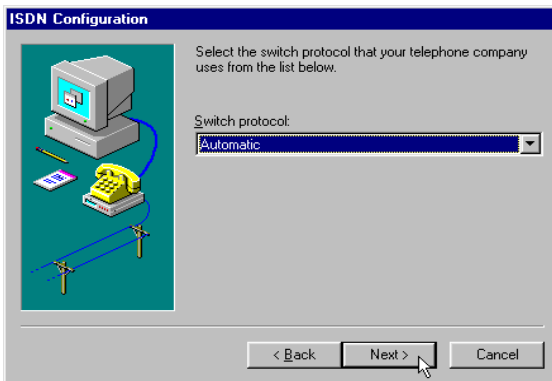 ISDN Configuration
Select the switch protocol that your telephone company
uses from the list below.
Switch protocol:
Automatic
< Back
Next >
Cancel